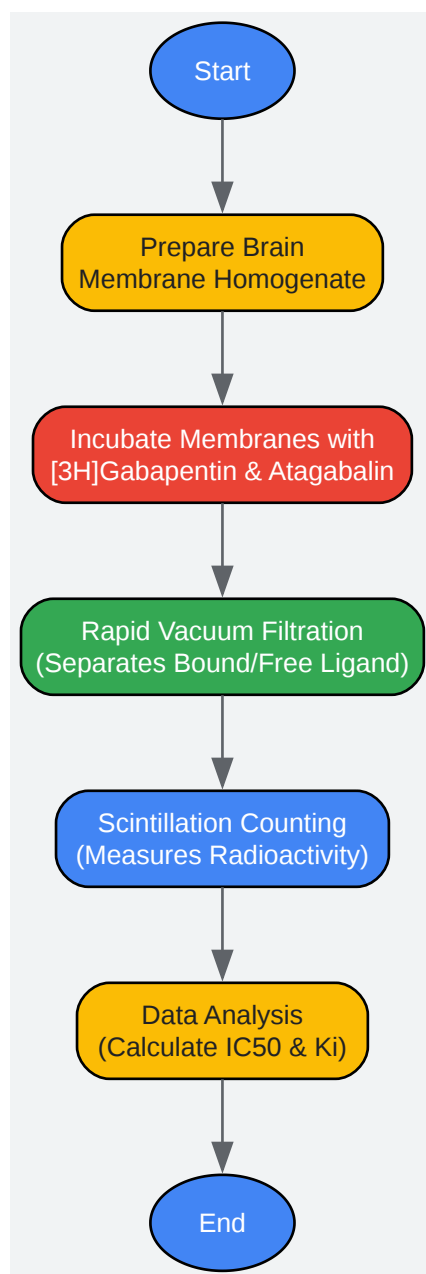 Start
Prepare Brain
Membrane Homogenate
Incubate Membranes with
[3H]Gabapentin & Atagabalin
Rapid Vacuum Filtration
(Separates Bound/Free Ligand)
Scintillation Counting
(Measures Radioactivity)
Data Analysis
(Calculate IC50 & Ki)
End